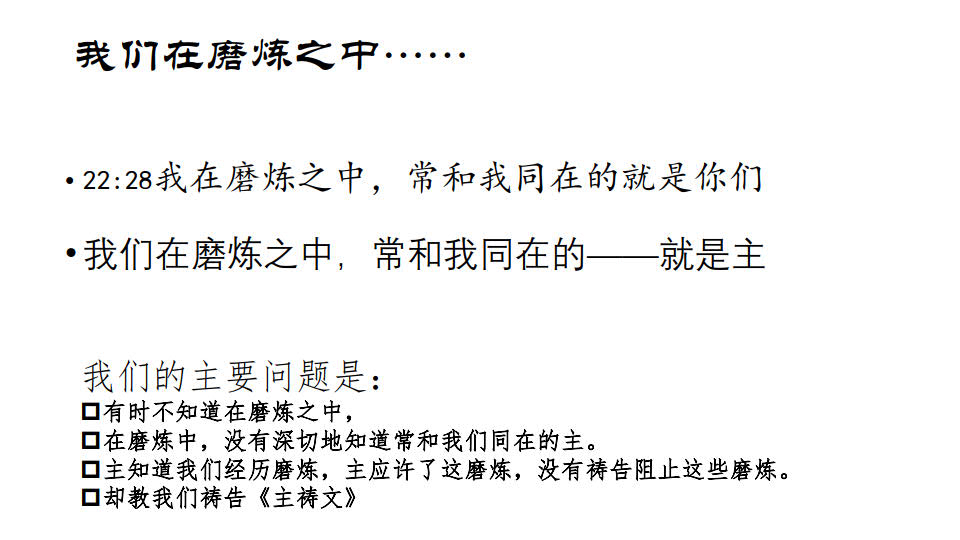 我们在磨炼之中……
•22:28我在磨炼之中，常和我同在的就是你们
•我们在磨炼之中，常和我同在的——就是主
我们的主要问题是：
❑有时不知道在磨炼之中，
❑在磨炼中，没有深切地知道常和我们同在的主。
❑主知道我们经历磨炼，主应许了这磨炼，没有祷告阻止这些磨炼。
❑却教我们祷告《主祷文》